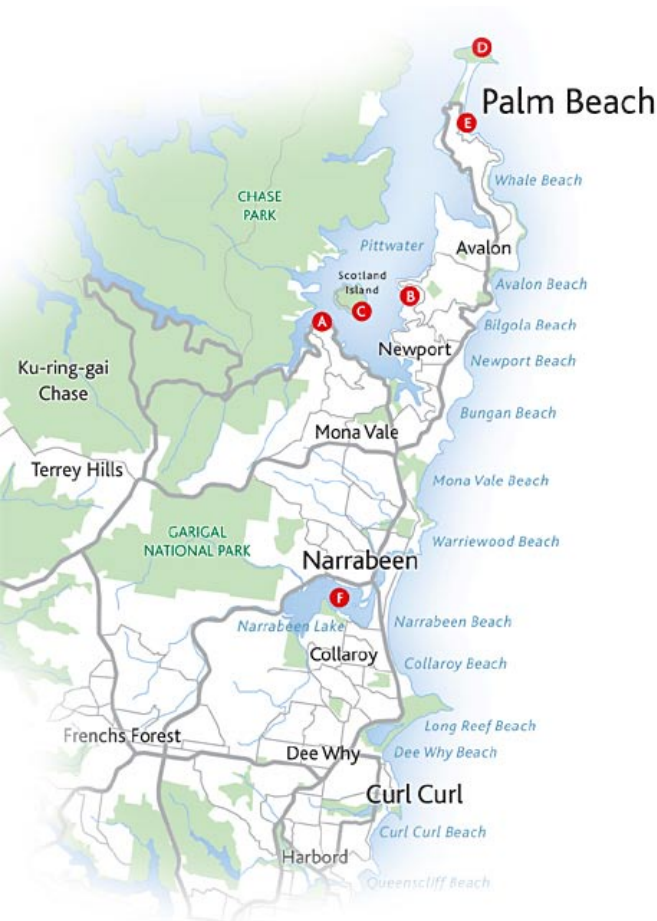 D
Palm Beach
E
Whale Beach
CHASE
PARK
Pittwater
Avalon
Scotland
Island
Avalon Beach
B
C
A
Bilgola Beach
Newport
Newport Beach
Ku-ring-gai
Chase
Bungan Beach
Mona Vale
Terrey Hills
Mona Vale Beach
GARIGAL
NATIONAL PARK
Warriewood Beach
Narrabeen
F
Narrabeen Lake
Narrabeen Beach
Collaroy
Collaroy Beach
Long Reef Beach
Frenchs Forest
Dee Why
Dee Why Beach
Curl Curl
Curl Curl Beach
Harbord
Queenscliff Beach